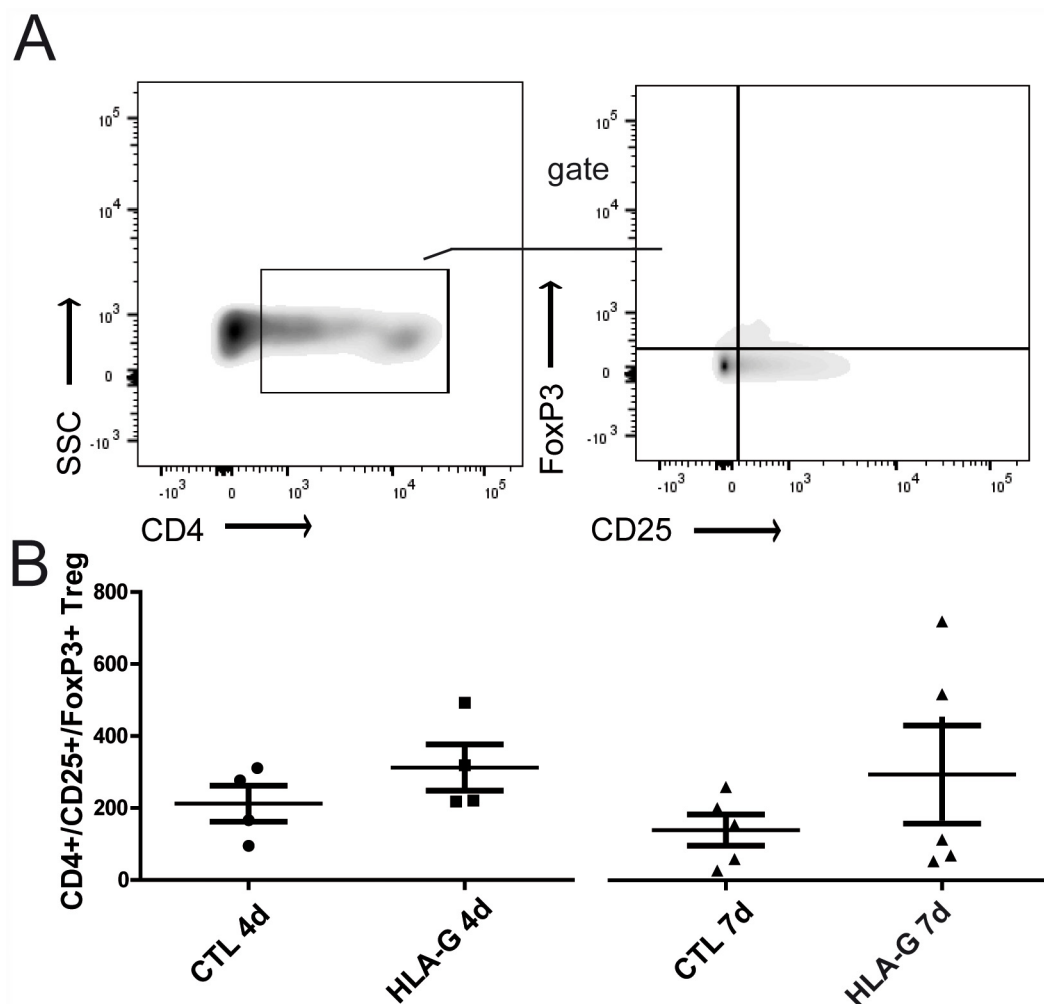 A
10^5
10^4
10^3
0
-10^3
SSC
-10^3 0 10^3 10^4 10^5
CD4
gate
10^5
10^4
10^3
0
-10^3
FoxP3
-10^3 0 10^3 10^4 10^5
CD25
B
CD4+/CD25+/FoxP3+ Treg
800
600
400
200
0
CTL 4d
HLA-G 4d
CTL 7d
HLA-G 7d